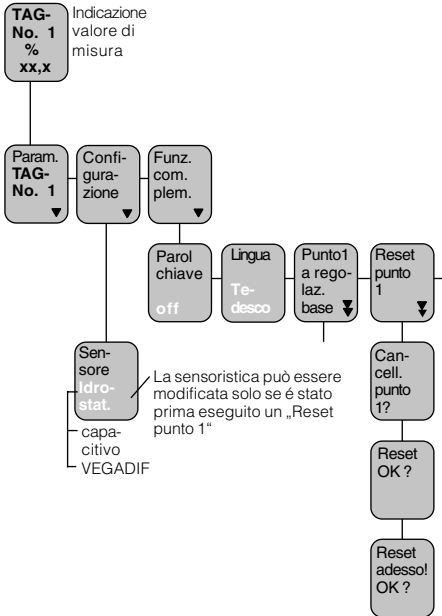 TAG-
No. 1
%
xx,x
Indicazione
valore di
misura
Param.
TAG-
No. 1
Confi-
gura-
zione
Funz.
com.
plem.
Parol
chiave
off
Lingua
Te-
desco
Punto1
a rego-
laz.
base
Reset
punto
1
Sen-
sore
Idro-
stat.
La sensoristica può essere
modificata solo se é stato
prima eseguito un „Reset
punto 1“
capa-
citivo
VEGADIF
Can-
cell.
punto
1?
Reset
OK ?
Reset
adesso!
OK ?